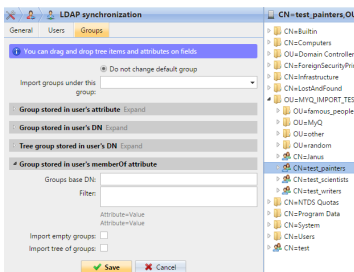 LDAP synchronization
General Users Groups
You can drag and drop tree items and attributes on fields
Do not change default group
Import groups under this group:
Group stored in user's attribute Expand
Group stored in user's DN Expand
Tree group stored in user's DN Expand
Group stored in user's memberOf attribute
Groups base DN:
Filter:
Attribute=Value
Attribute=Value
Import empty groups:
Import tree of groups:
Save Cancel
CN=test_painters,OU
CN=Builtin
CN=Computers
OU=Domain Controller
CN=ForeignSecurityPrin
CN=Infrastructure
CN=LostAndFound
OU=MYQ_IMPORT_TES
OU=famous_people
OU=MyQ
OU=other
OU=random
CN=Janus
CN=test_painters
CN=test_scientists
CN=test_writers
CN=NTDS Quotas
CN=Program Data
CN=System
CN=Users
CN=test